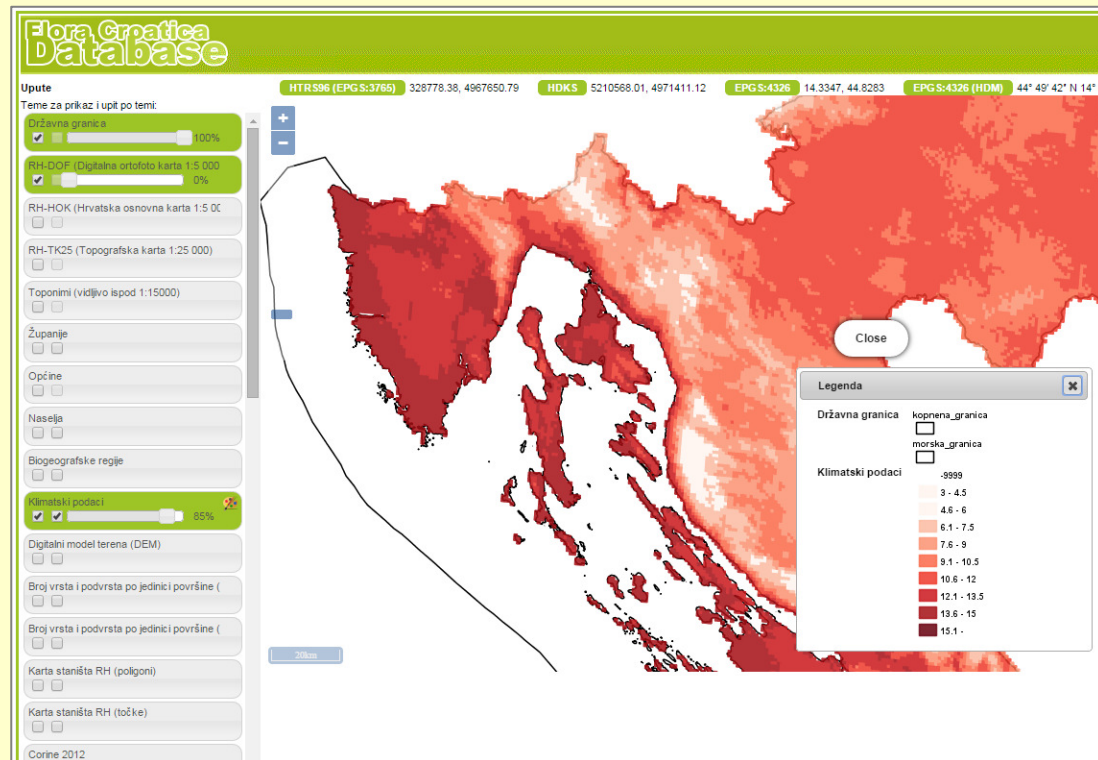 Flora Croatica
Database
Upute
HTRS96 (EPGS:3765) 328778.38, 4967650.79 HDKS 5210568.01, 4971411.12 EPGS:4326 14.3347, 44.8283 EPGS:4326 (HDM) 44° 49' 42" N 14°
Teme za prikaz i upit po temi:
Državna granica
100%
RH-DOF (Digitalna ortofoto karta 1:5 000
0%
RH-HOK (Hrvatska osnovna karta 1:5 00
RH-TK25 (Topografska karta 1:25 000)
Toponimi (vidljivo ispod 1:15000)
Županije
Općine
Naselja
Biogeografske regije
Klimatski podaci
85%
Digitalni model terena (DEM)
Broj vrsta i podvrsta po jedinici površine (
Broj vrsta i podvrsta po jedinici površine (
Karta staništa RH (poligoni)
Karta staništa RH (točke)
Corine 2012
+
−
20km
Close
Legenda
Državna granica kopnena_granica
morska_granica
Klimatski podaci -9999
3 - 4.5
4.6 - 6
6.1 - 7.5
7.6 - 9
9.1 - 10.5
10.6 - 12
12.1 - 13.5
13.6 - 15
15.1 -